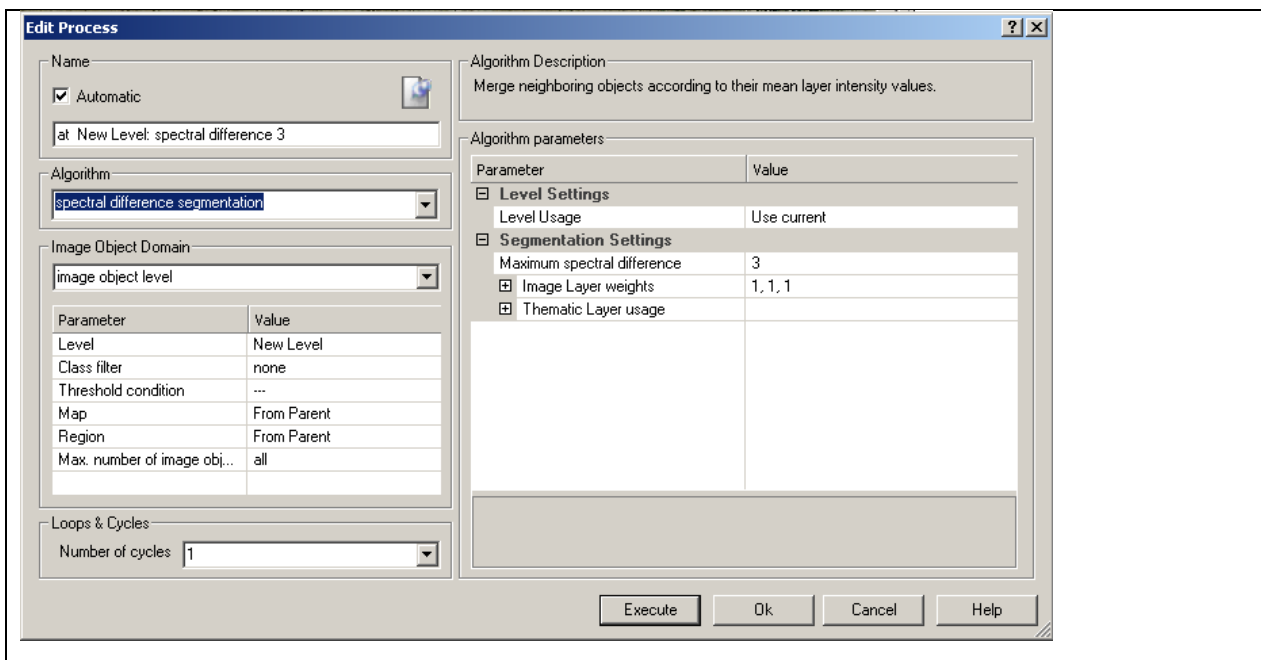 Edit Process
Name
Automatic
at New Level: spectral difference 3
Algorithm
spectral difference segmentation
Image Object Domain
image object level
Parameter Value
Level New Level
Class filter none
Threshold condition ---
Map From Parent
Region From Parent
Max. number of image obj... all
Loops & Cycles
Number of cycles 1
Algorithm Description
Merge neighboring objects according to their mean layer intensity values.
Algorithm parameters
Parameter Value
Level Settings
Level Usage Use current
Segmentation Settings
Maximum spectral difference 3
Image Layer weights 1, 1, 1
Thematic Layer usage
Execute Ok Cancel Help